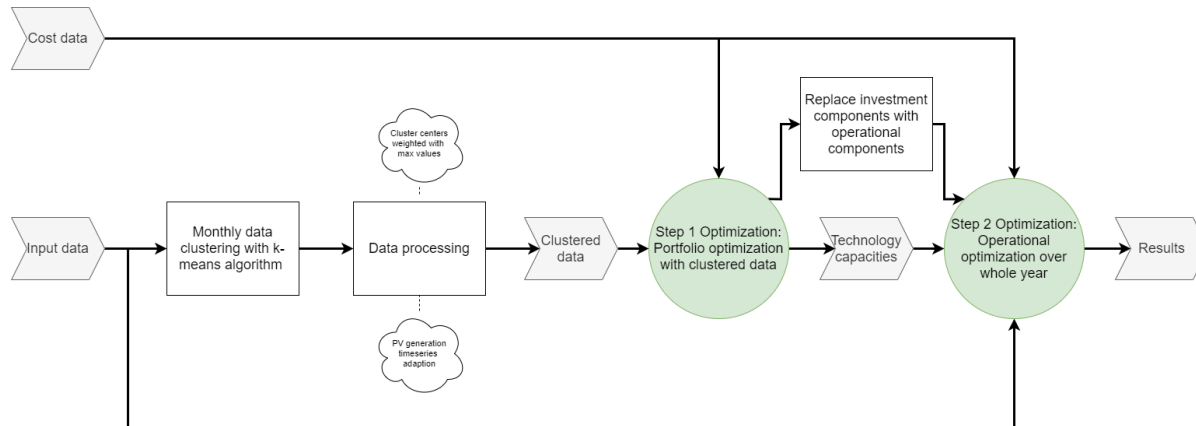 Cost data
Replace investment
components with
operational
components
Cluster centers
weighted with
max values
Input data
Monthly data
clustering with k-
means algorithm
Data processing
Clustered
data
Step 1 Optimization:
Portfolio optimization
with clustered data
Technology
capacities
Step 2 Optimization:
Operational
optimization over
whole year
Results
PV generation
timeseries
adaption